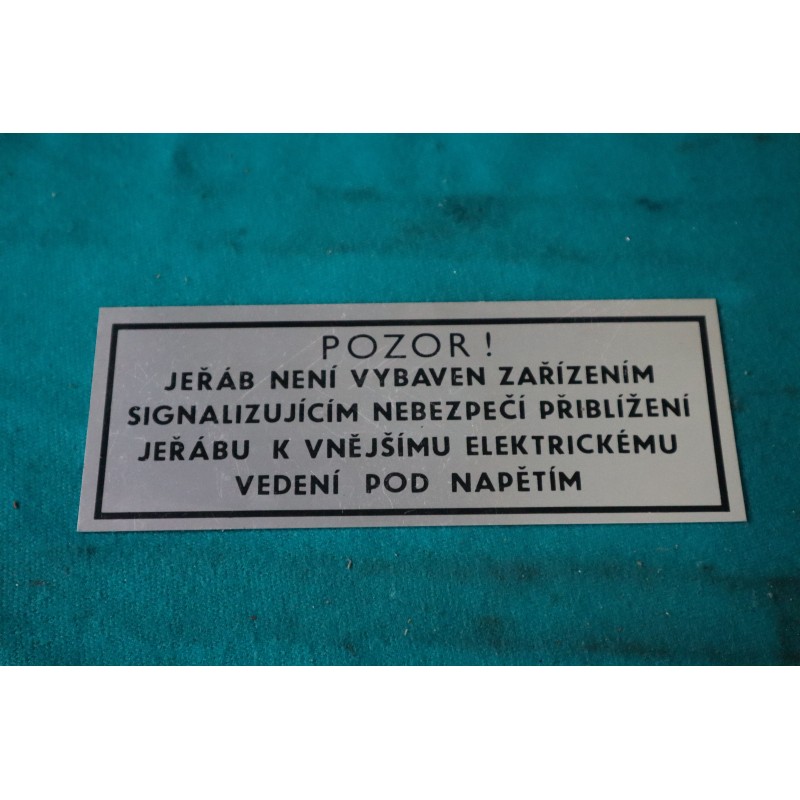 POZOR!
JEŘÁB NENÍ VYBAVEN ZAŘÍZENÍM
SIGNALIZUJÍCÍM NEBEZPEČÍ PŘIBLÍŽENÍ
JEŘÁBU K VNĚJŠÍMU ELEKTRICKÉMU
VEDENÍ POD NAPĚTÍM